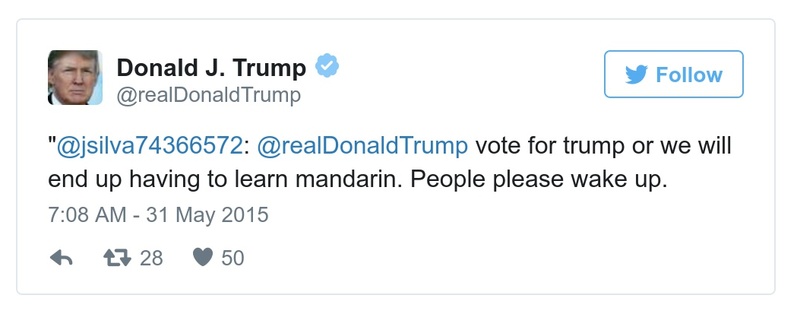 Donald J. Trump
@realDonaldTrump
Follow
"@jsilva74366572: @realDonaldTrump vote for trump or we will
end up having to learn mandarin. People please wake up.
7:08 AM - 31 May 2015
28 50